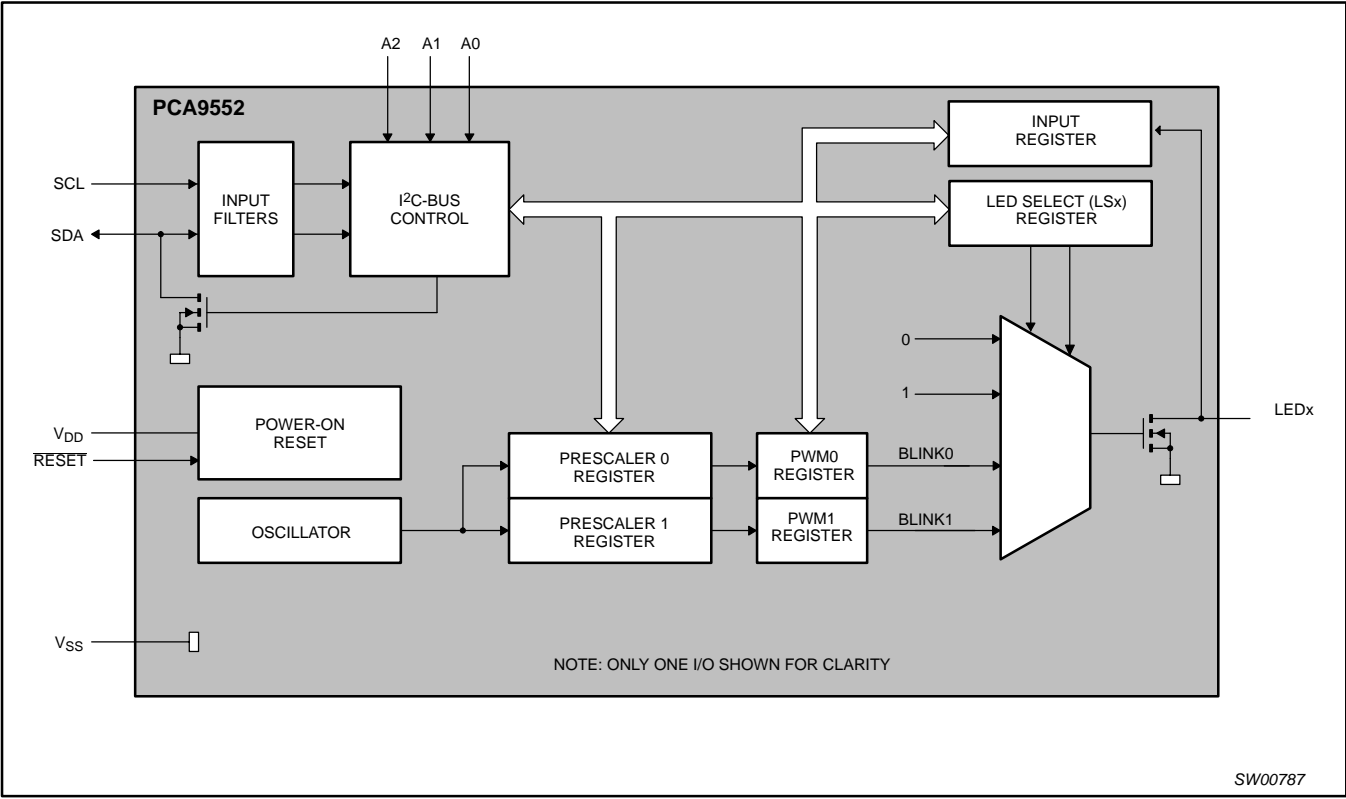 A2 A1 A0
PCA9552
SCL
SDA
INPUT
FILTERS
I2C-BUS
CONTROL
INPUT
REGISTER
LED SELECT (LSx)
REGISTER
0
1
LEDx
VDD
RESET
POWER-ON
RESET
OSCILLATOR
PRESCALER 0
REGISTER
PRESCALER 1
REGISTER
PWM0
REGISTER
PWM1
REGISTER
BLINK0
BLINK1
VSS
NOTE: ONLY ONE I/O SHOWN FOR CLARITY
SW00787